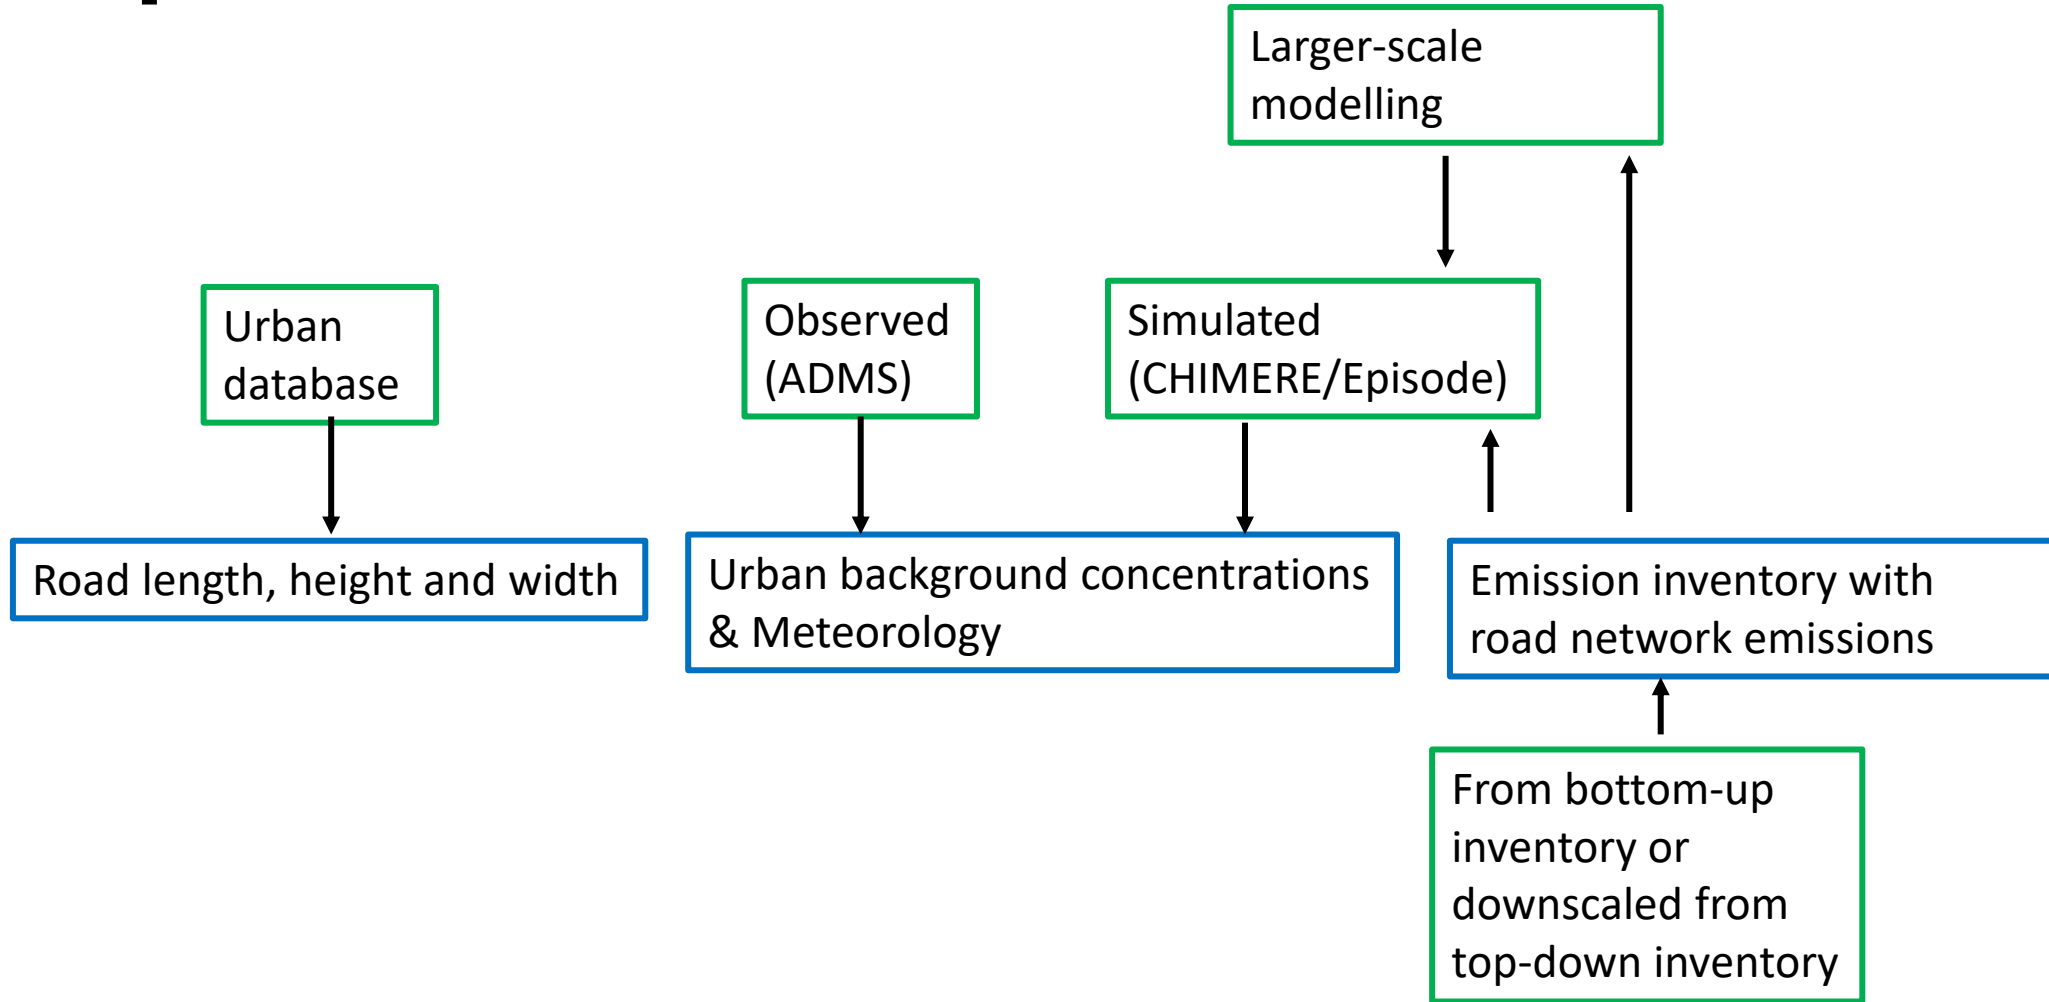 Larger-scale
modelling
Urban
database
Observed
(ADMS)
Simulated
(CHIMERE/Episode)
Road length, height and width
Urban background concentrations
& Meteorology
Emission inventory with
road network emissions
From bottom-up
inventory or
downscaled from
top-down inventory